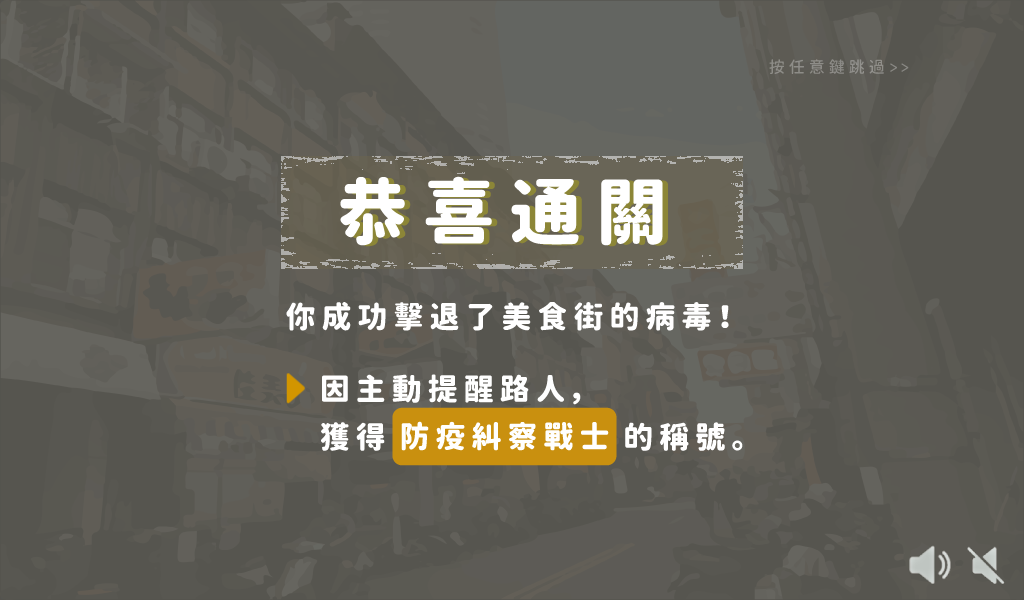 按任意鍵跳過>>
恭喜通關
你成功擊退了美食街的病毒！
因主動提醒路人，
獲得 防疫糾察戰士 的稱號。